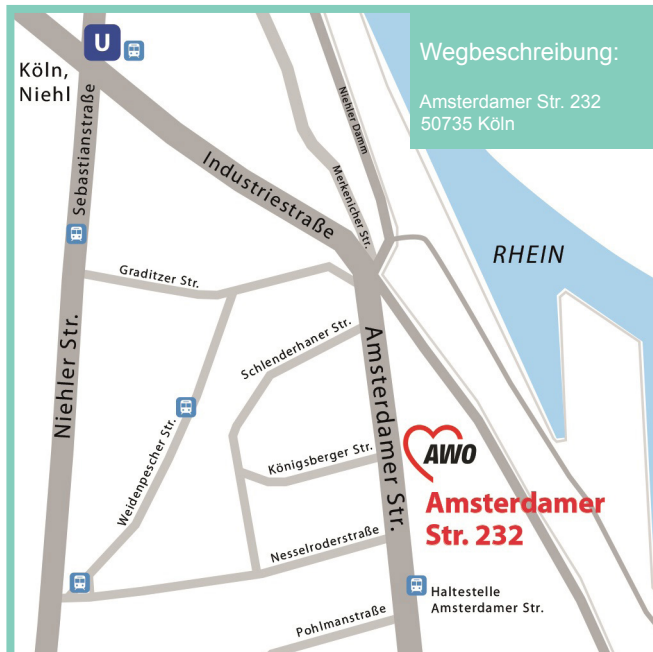 Wegbeschreibung:
Amsterdamer Str. 232
50735 Köln
U
Köln,
Niehl
Sebastianstraße
Niehler Damm
Merkenicher Str.
Industriestraße
RHEIN
Graditzer Str.
Schlenderhaner Str.
Niehler Str.
Amsterdamer Str.
Weidenpescher Str.
Königsberger Str.
AWO
Amsterdamer
Str. 232
Nesselroderstraße
Haltestelle
Amsterdamer Str.
Pohlmanstraße